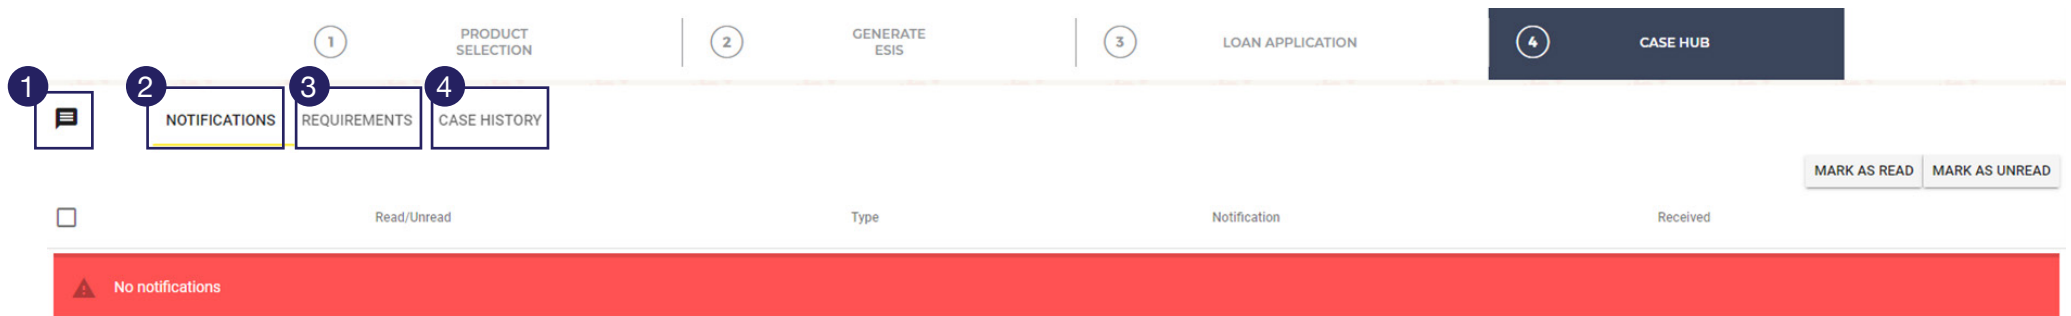 1 PRODUCT SELECTION
2 GENERATE ESIS
3 LOAN APPLICATION
4 CASE HUB
1
2 NOTIFICATIONS
3 REQUIREMENTS
4 CASE HISTORY
MARK AS READ MARK AS UNREAD
Read/Unread Type Notification Received
No notifications